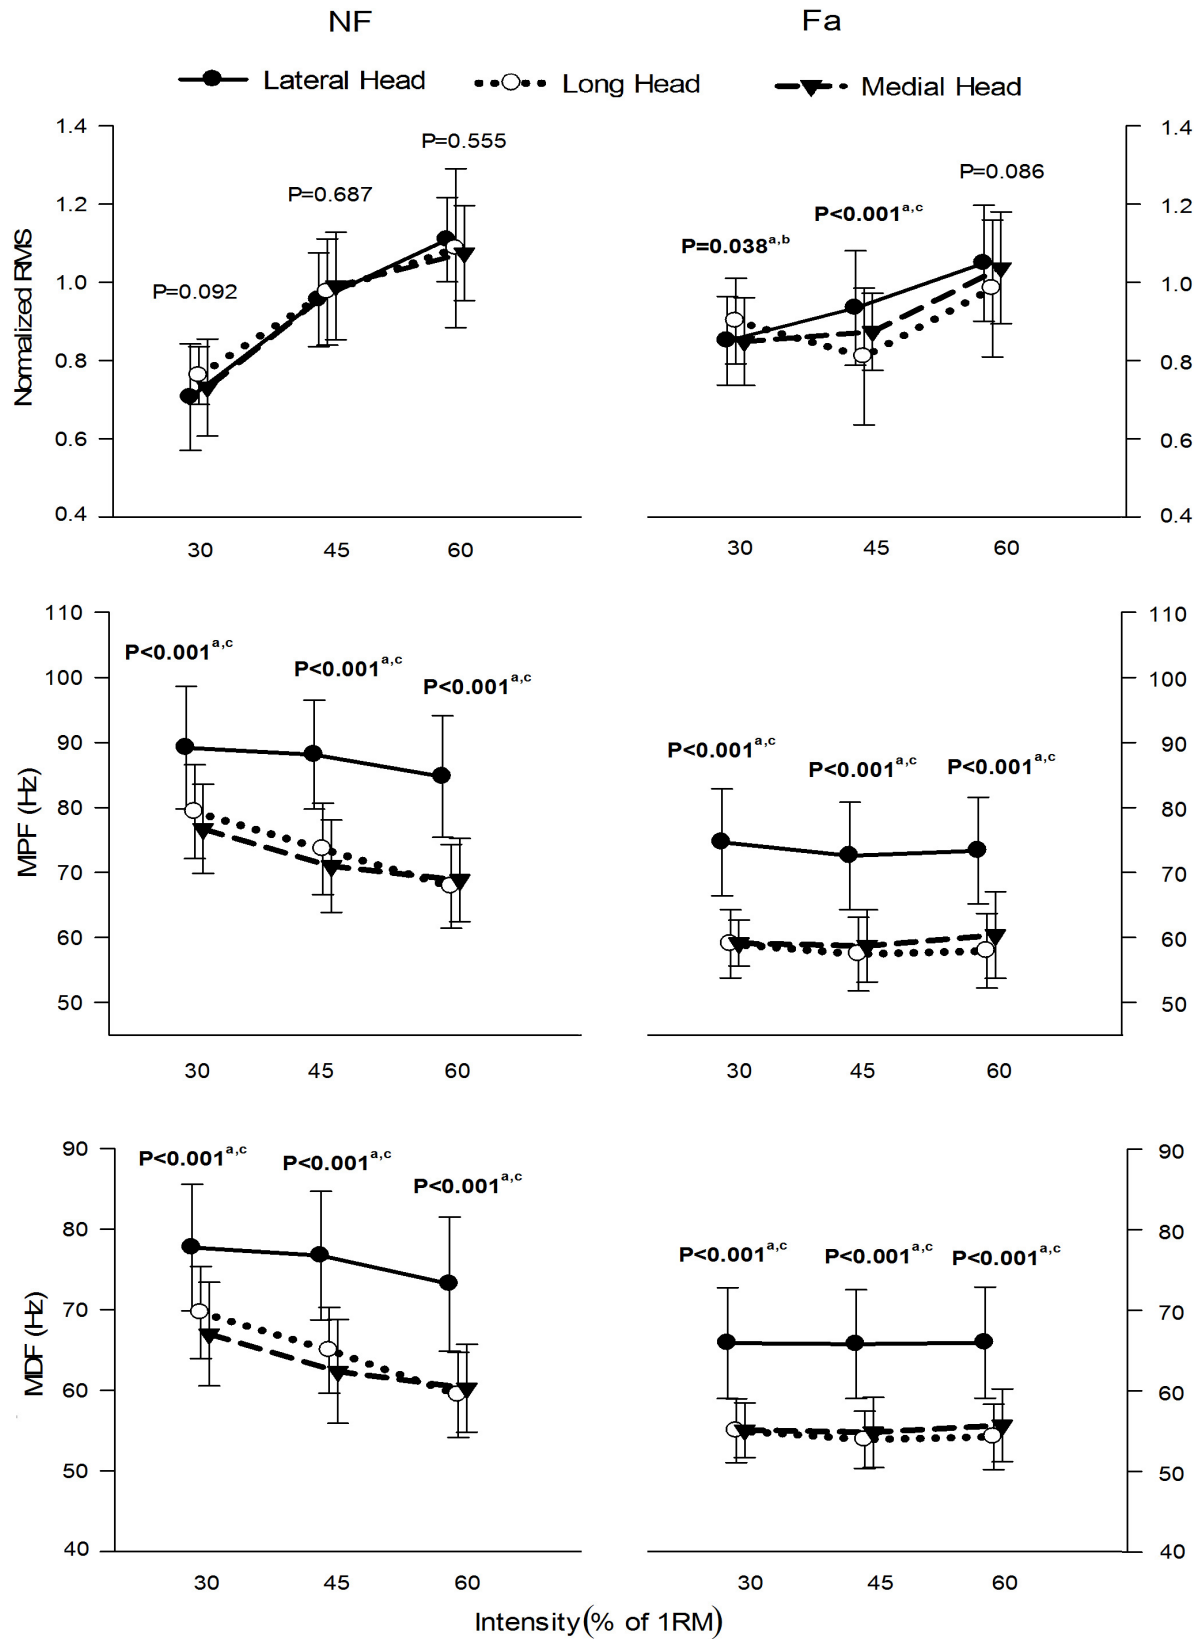 NF Fa
Lateral Head Long Head Medial Head
Normalized RMS
1.4
1.2
1.0
0.8
0.6
0.4
P=0.092
P=0.687
P=0.555
30 45 60
P=0.038a,b
P<0.001a,c
P=0.086
1.4
1.2
1.0
0.8
0.6
0.4
30 45 60
MPF (Hz)
110
100
90
80
70
60
50
P<0.001a,c
P<0.001a,c
P<0.001a,c
30 45 60
P<0.001a,c
P<0.001a,c
P<0.001a,c
110
100
90
80
70
60
50
30 45 60
MDF (Hz)
90
80
70
60
50
40
P<0.001a,c
P<0.001a,c
P<0.001a,c
30 45 60
P<0.001a,c
P<0.001a,c
P<0.001a,c
90
80
70
60
50
40
30 45 60
Intensity(% of 1RM)